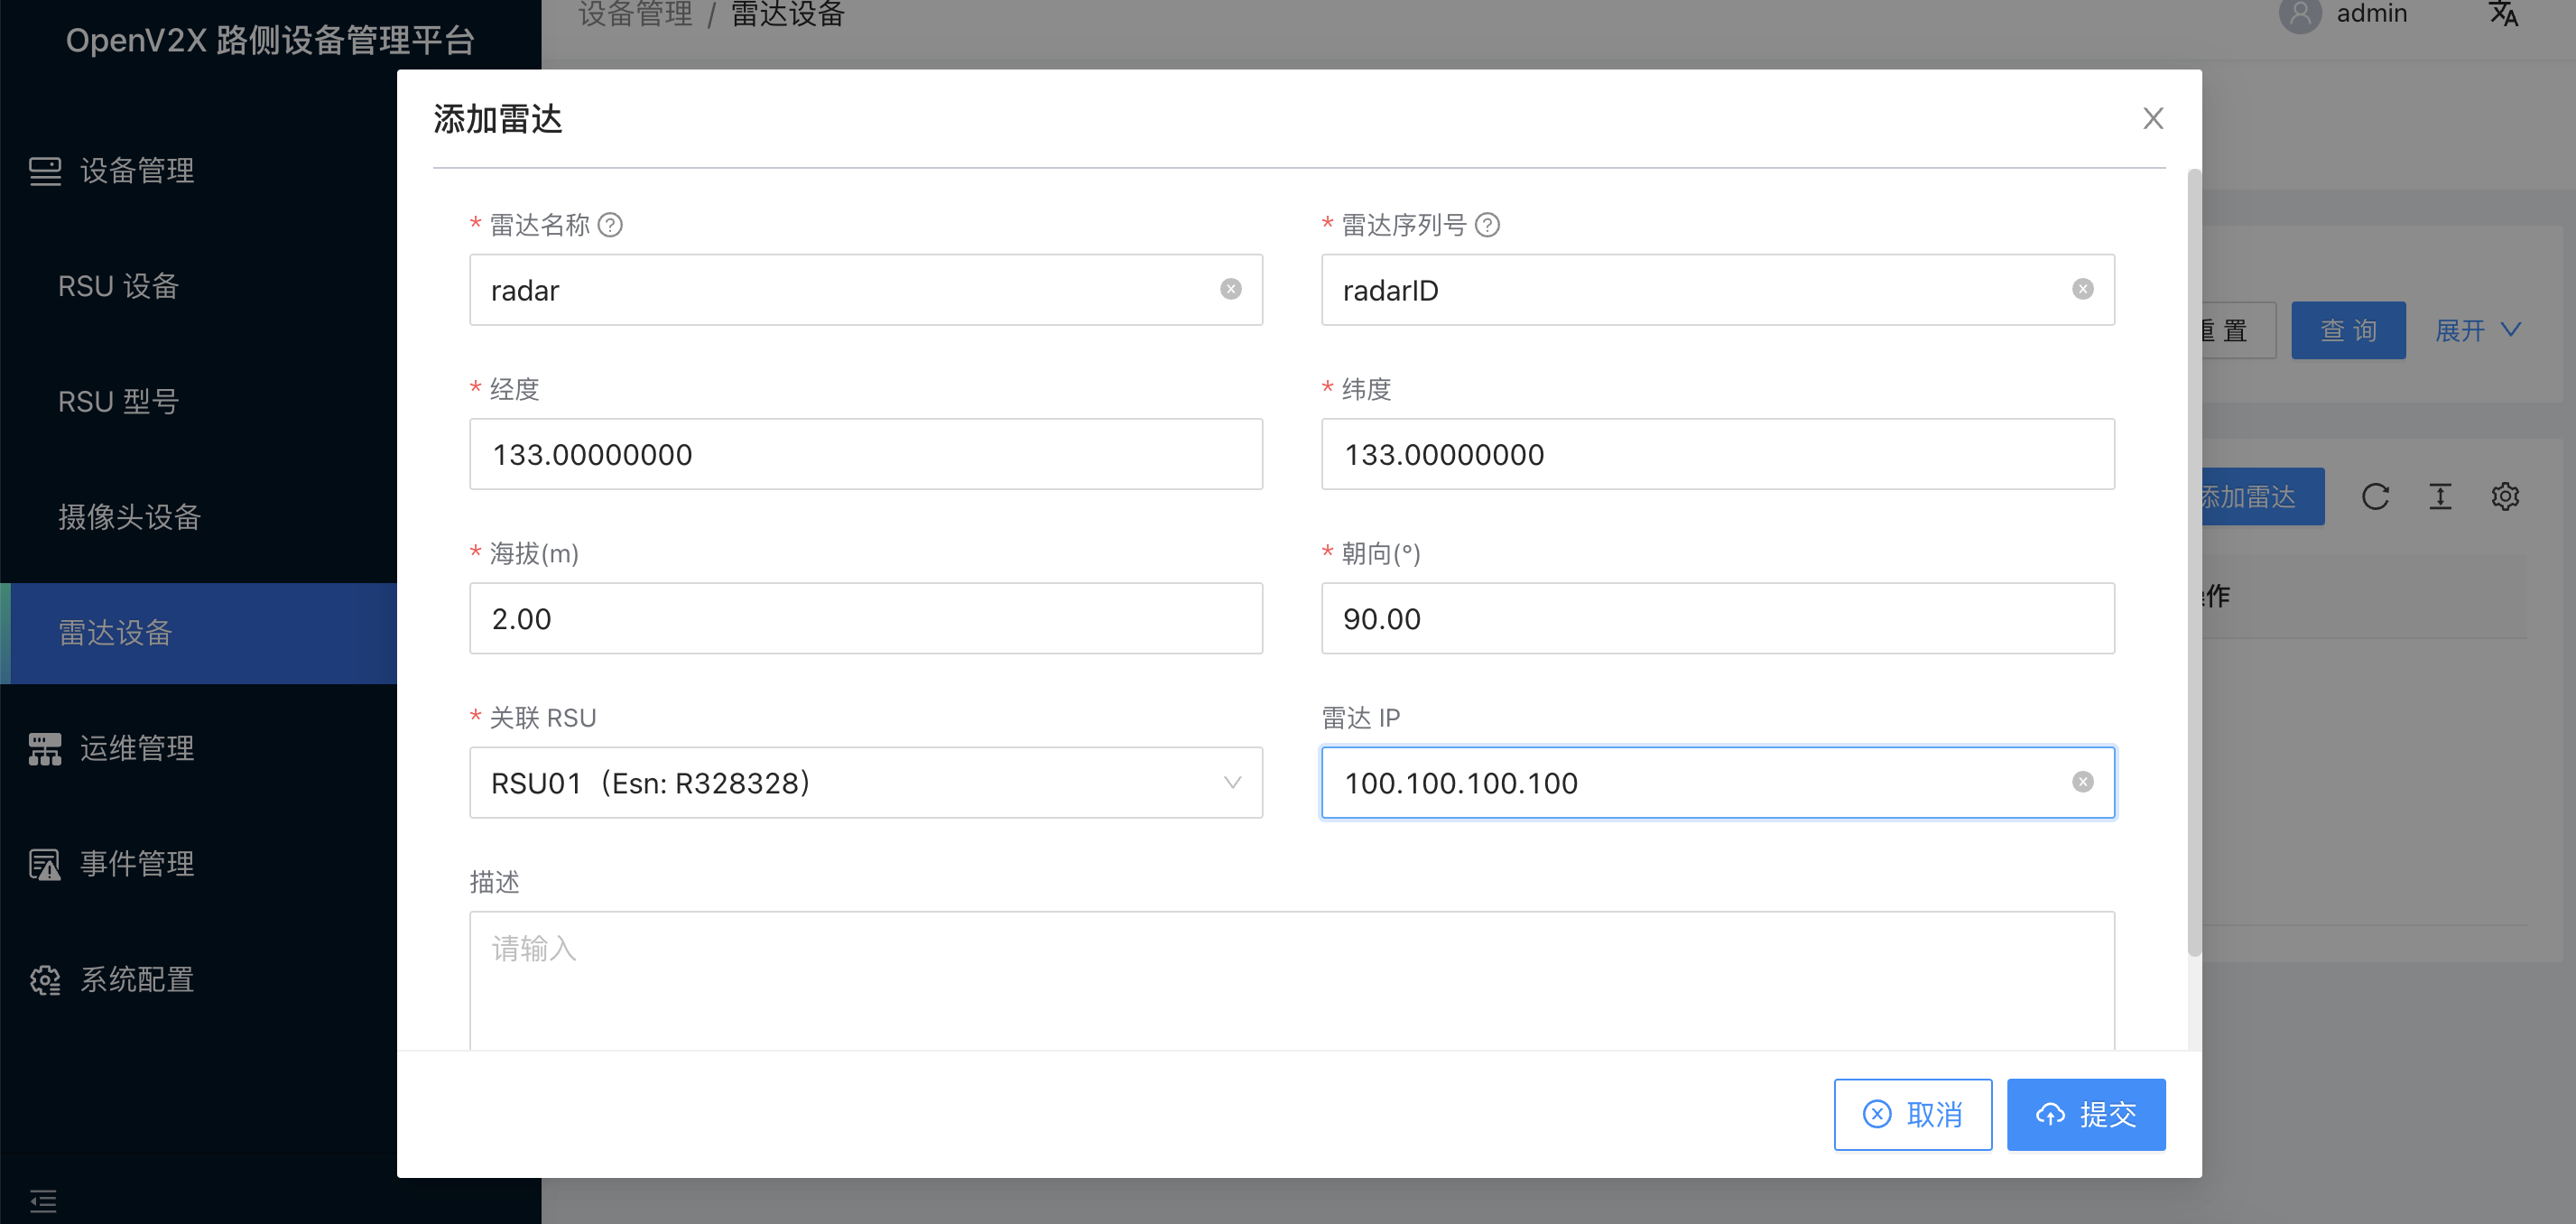 OpenV2X 路侧设备管理平台
设备管理 / 雷达设备
admin
设备管理
RSU 设备
RSU 型号
摄像头设备
雷达设备
运维管理
事件管理
系统配置
添加雷达
* 雷达名称
* 雷达序列号
radar
radarID
* 经度
* 纬度
133.00000000
133.00000000
* 海拔(m)
* 朝向(°)
2.00
90.00
* 关联 RSU
雷达 IP
RSU01（Esn: R328328）
100.100.100.100
描述
请输入
取消
提交
重 置
查 询
展开
添加雷达
作